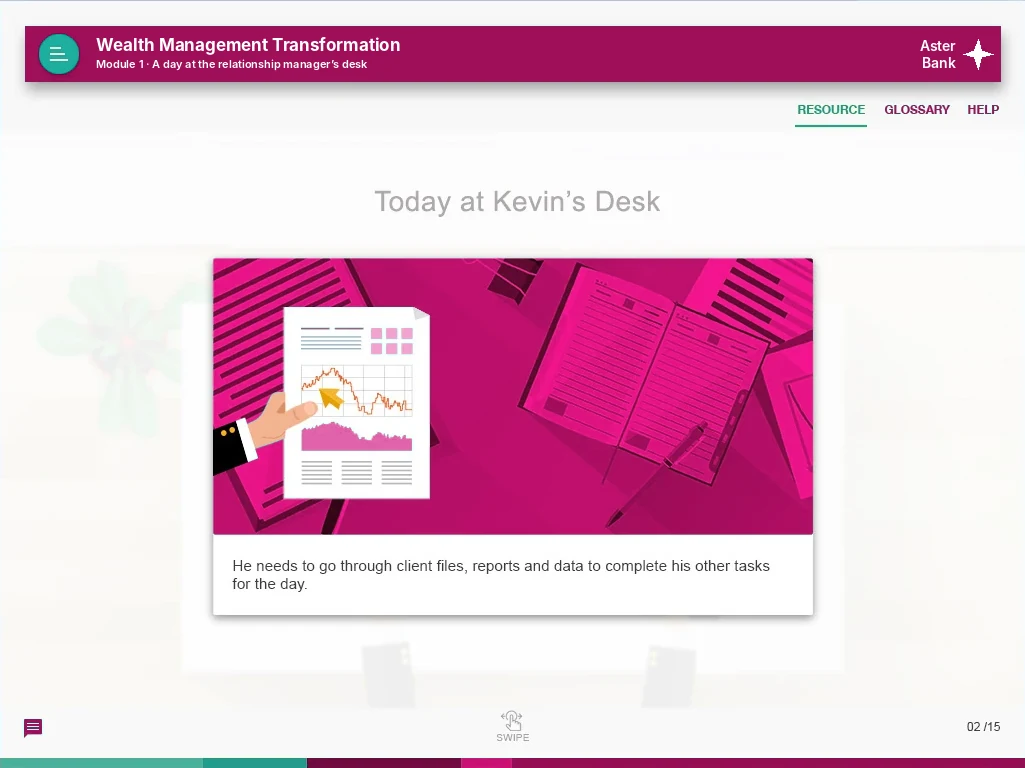 Wealth Management Transformation
Module 1 · A day at the relationship manager’s desk
Aster
Bank
RESOURCE GLOSSARY HELP
Today at Kevin’s Desk
He needs to go through client files, reports and data to complete his other tasks
for the day.
SWIPE
02 /15